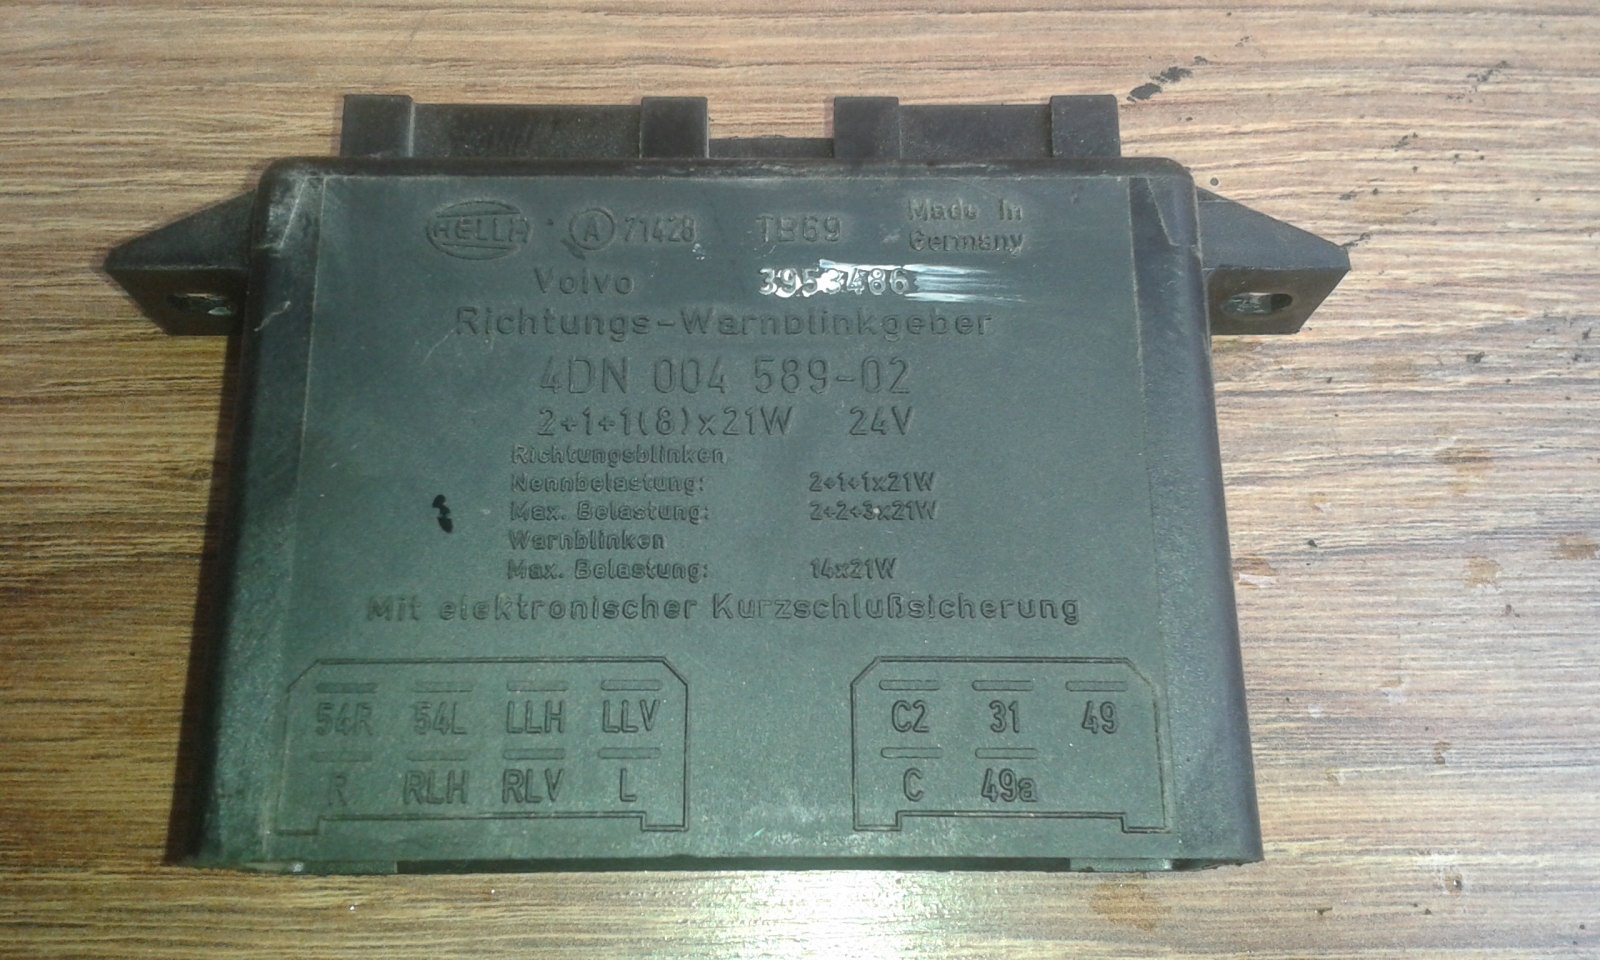 HELLA A 71428 TB69 Made in
Germany
Volvo 3953486
Richtungs-Warnblinkgeber
4DN 004 589-02
2+1+1(8)x21W 24V
Richtungsblinken
Nennbelastung: 2+1+1x21W
Max. Belastung: 2+2+3x21W
Warnblinken
Max. Belastung: 14x21W
Mit elektronischer Kurzschlußsicherung
54R 54L LLH LLV
R RLH RLV L
C2 31 49
C 49a